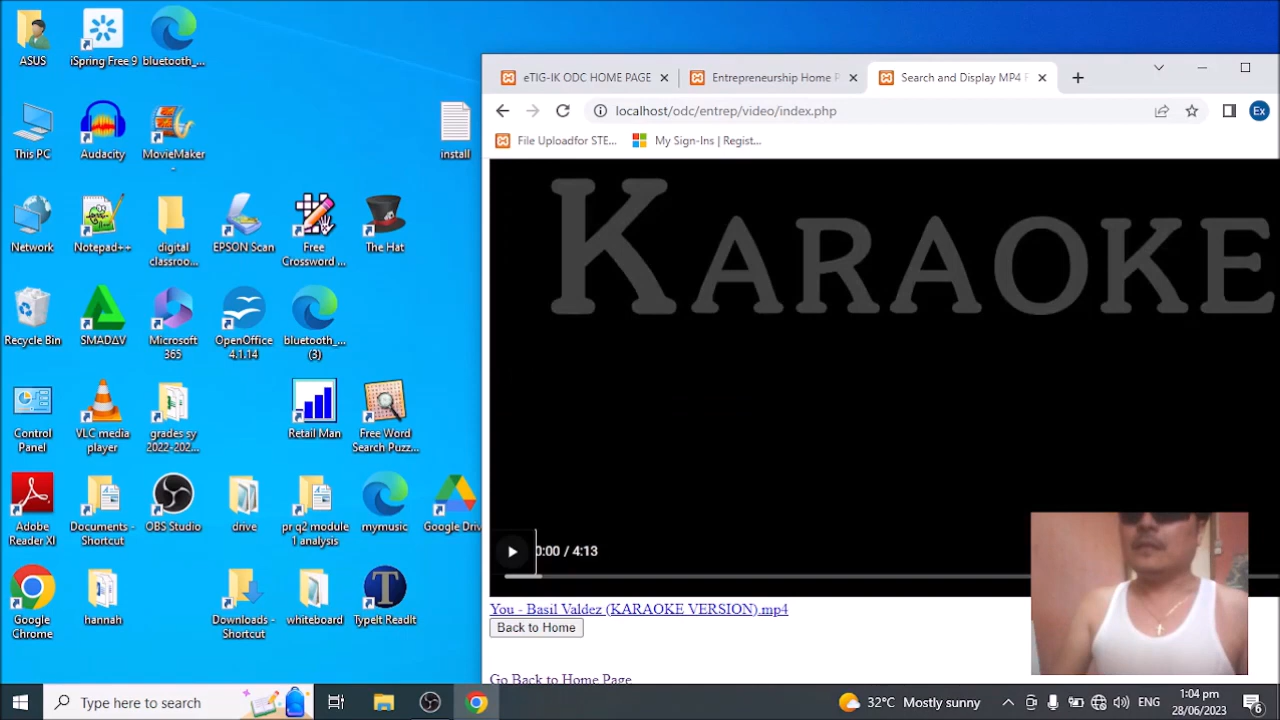 ASUS
iSpring Free 9
bluetooth_...
This PC
Audacity
MovieMaker
-
install
Network
Notepad++
digital
classroo...
EPSON Scan
Free
Crossword ...
The Hat
Recycle Bin
SMADΔV
Microsoft
365
OpenOffice
4.1.14
bluetooth_...
(3)
Control
Panel
VLC media
player
grades sy
2022-202...
Retail Man
Free Word
Search Puzz...
Adobe
Reader XI
Documents -
Shortcut
OBS Studio
drive
pr q2 module
1 analysis
mymusic
Google Driv
Google
Chrome
hannah
Downloads -
Shortcut
whiteboard
TypeIt ReadIt
eTIG-IK ODC HOME PAGE
Entrepreneurship Home P
Search and Display MP4 F
localhost/odc/entrep/video/index.php
Ex
File Uploadfor STE...
My Sign-Ins | Regist...
KARAOKE
0:00 / 4:13
You - Basil Valdez (KARAOKE VERSION).mp4
Back to Home
Go Back to Home Page
Type here to search
32°C Mostly sunny
ENG
1:04 pm
28/06/2023
6